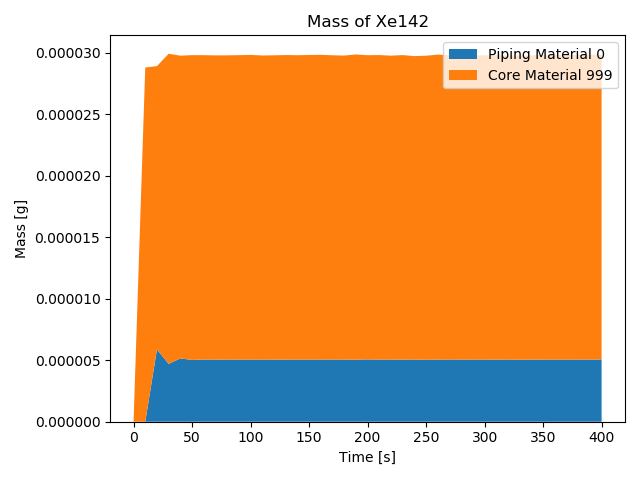 Mass of Xe142
Piping Material 0
Core Material 999
Mass [g]
0.000030
0.000025
0.000020
0.000015
0.000010
0.000005
0.000000
0 50 100 150 200 250 300 350 400
Time [s]